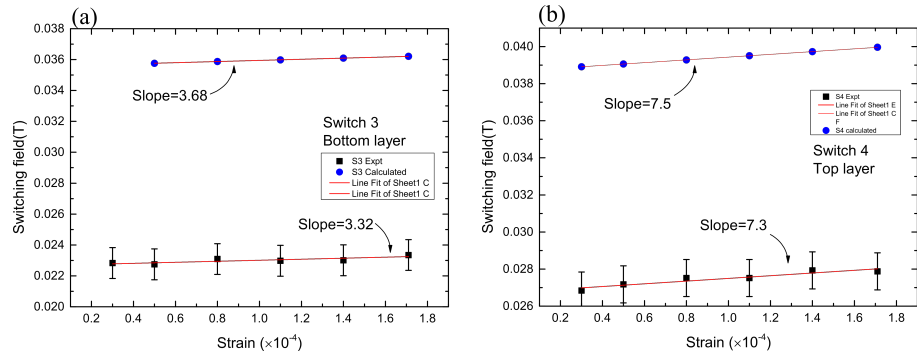 (a)
0.038
0.036
0.034
0.032
0.030
0.028
0.026
0.024
0.022
0.020
Switching field(T)
Slope=3.68
Switch 3
Bottom layer
S3 Expt
S3 Calculated
Line Fit of Sheet1 C
Line Fit of Sheet1 C
Slope=3.32
0.2 0.4 0.6 0.8 1.0 1.2 1.4 1.6 1.8
Strain (×10⁻⁴)
(b)
0.040
0.038
0.036
0.034
0.032
0.030
0.028
0.026
Switching field(T)
Slope=7.5
S4 Expt
Line Fit of Sheet1 E
Line Fit of Sheet1 C
F
S4 calculated
Switch 4
Top layer
Slope=7.3
0.2 0.4 0.6 0.8 1.0 1.2 1.4 1.6 1.8
Strain (×10⁻⁴)